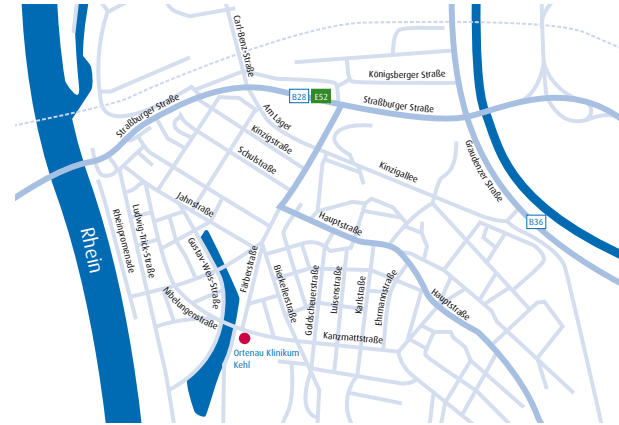 Carl-Benz-Straße
Königsberger Straße
B28
E52
Straßburger Straße
Straßburger Straße
Am Läger
Kinzigstraße
Schulstraße
Kinzigallee
Graudenzer Straße
Jahnstraße
Rheinpromenade
Ludwig-Trick-Straße
Hauptstraße
B36
Rhein
Gustav-Weis-Straße
Färberstraße
Bierkellerstraße
Goldscheuerstraße
Luisenstraße
Karlstraße
Ehrmannstraße
Hauptstraße
Nibelungenstraße
Kanzmattstraße
Ortenau Klinikum
Kehl